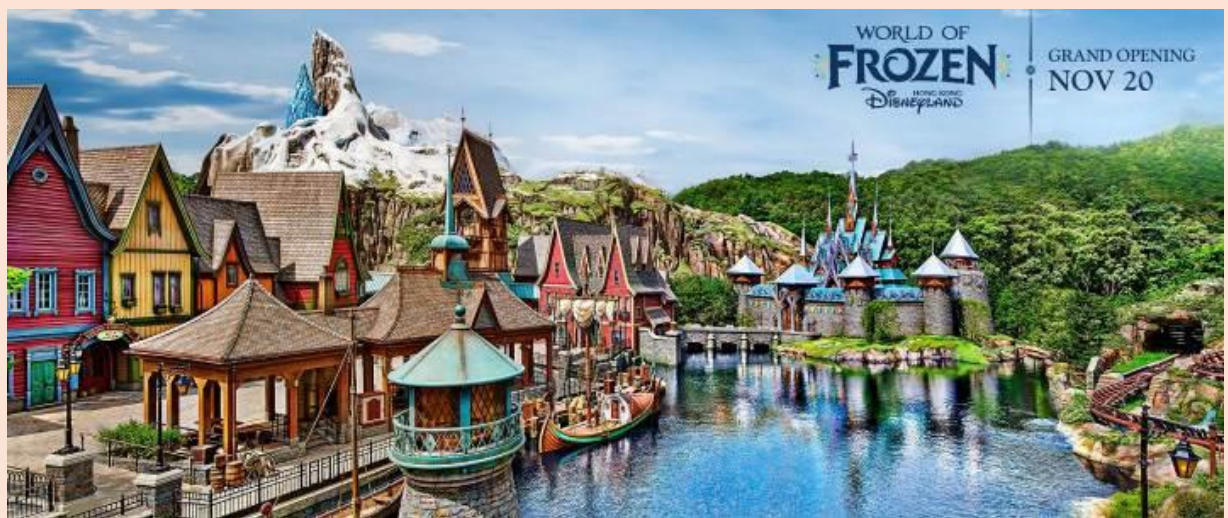 WORLD OF
FROZEN
HONG KONG
DISNEYLAND
GRAND OPENING
NOV 20